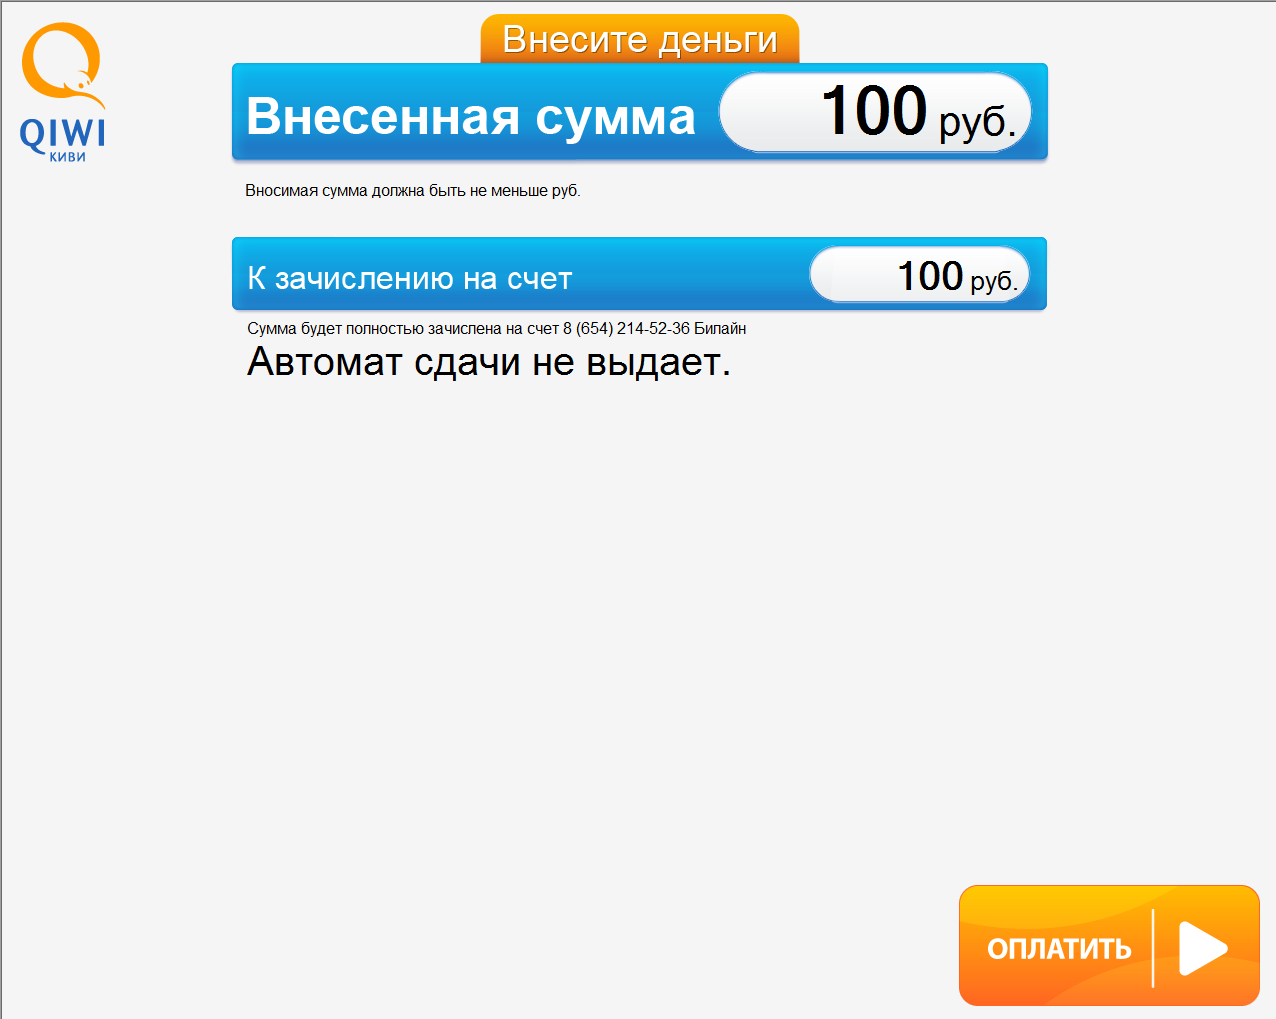 Внесите деньги
QIWI
КИВИ
Внесенная сумма 100 руб.
Вносимая сумма должна быть не меньше руб.
К зачислению на счет 100 руб.
Сумма будет полностью зачислена на счет 8 (654) 214-52-36 Билайн
Автомат сдачи не выдает.
ОПЛАТИТЬ